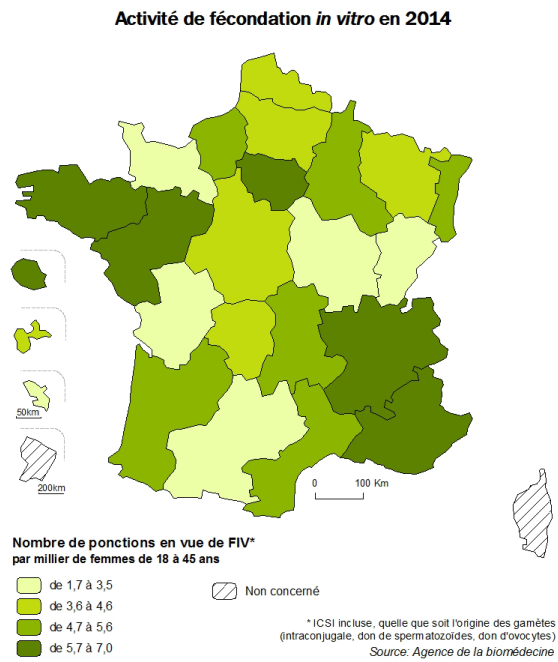 Activité de fécondation in vitro en 2014
50km
200km
0 100 Km
Nombre de ponctions en vue de FIV*
par millier de femmes de 18 à 45 ans
de 1,7 à 3,5
de 3,6 à 4,6
de 4,7 à 5,6
de 5,7 à 7,0
Non concerné
* ICSI incluse, quelle que soit l'origine des gamètes
(intraconjugale, don de spermatozoïdes, don d'ovocytes)
Source: Agence de la biomédecine